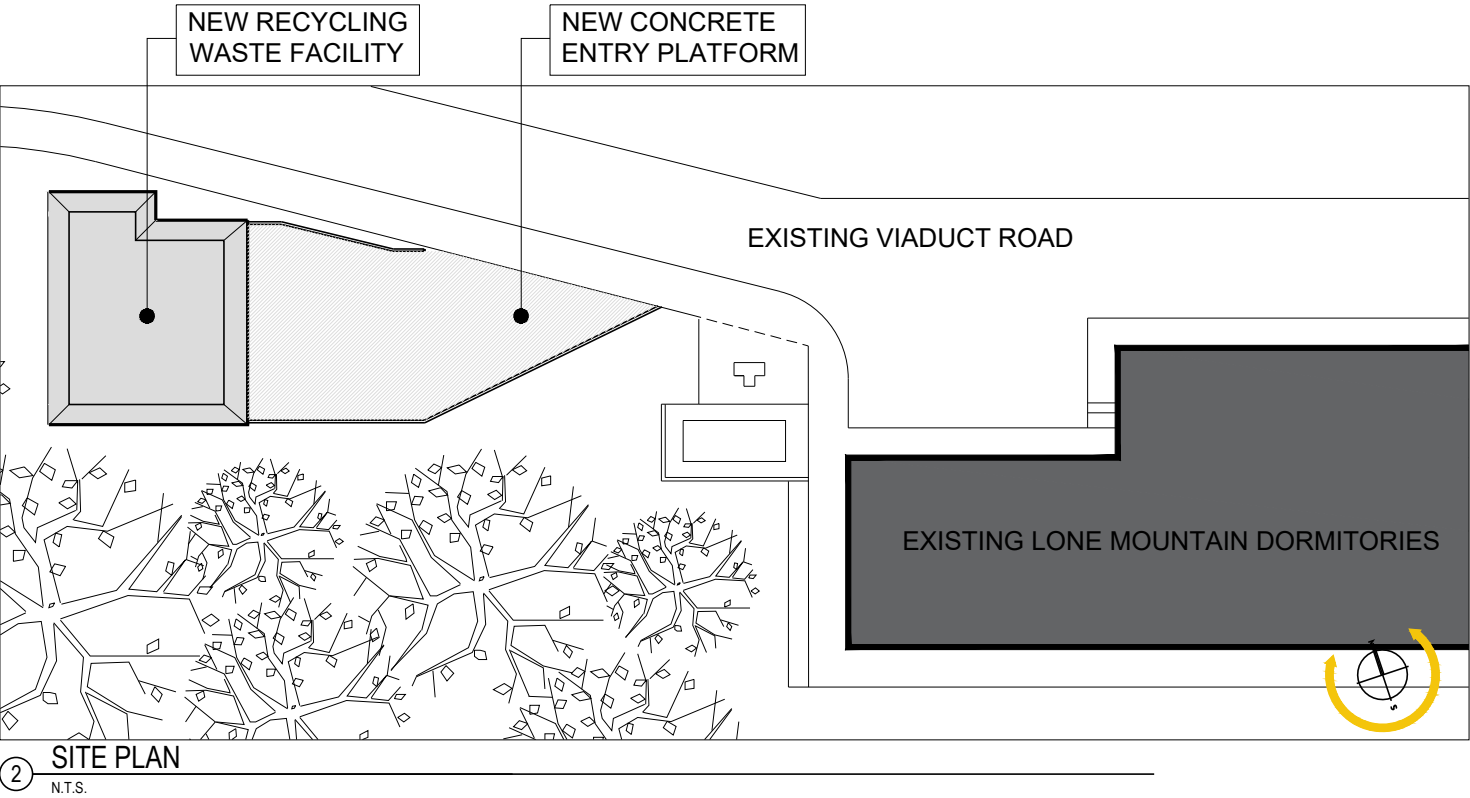 NEW RECYCLING
WASTE FACILITY
NEW CONCRETE
ENTRY PLATFORM
EXISTING VIADUCT ROAD
EXISTING LONE MOUNTAIN DORMITORIES
S
2
SITE PLAN
N.T.S.